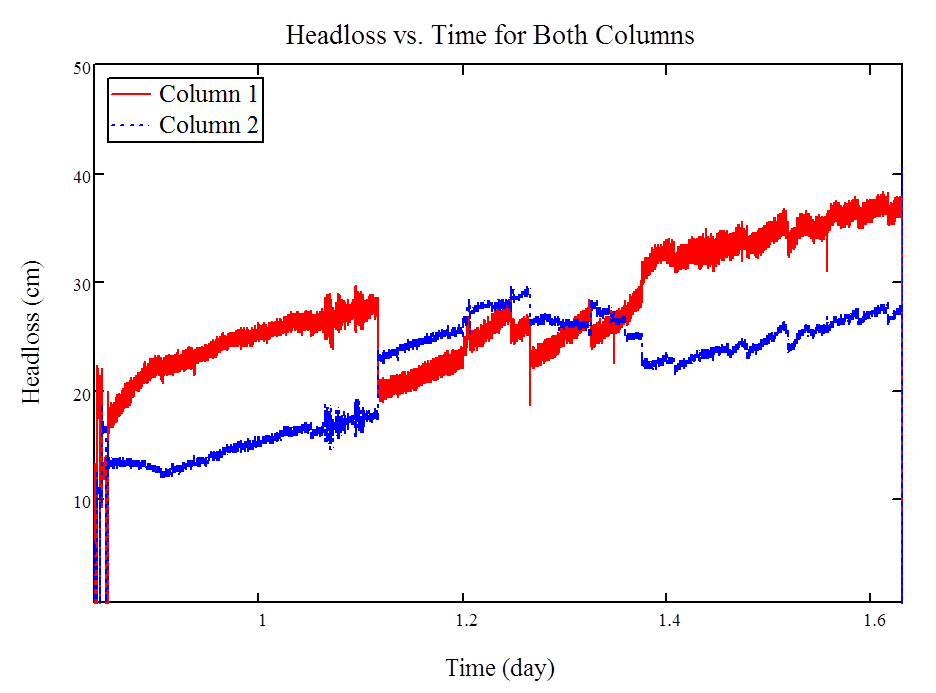 Headloss vs. Time for Both Columns
50
Column 1
Column 2
40
30
Headloss (cm)
20
10
1
1.2
1.4
1.6
Time (day)